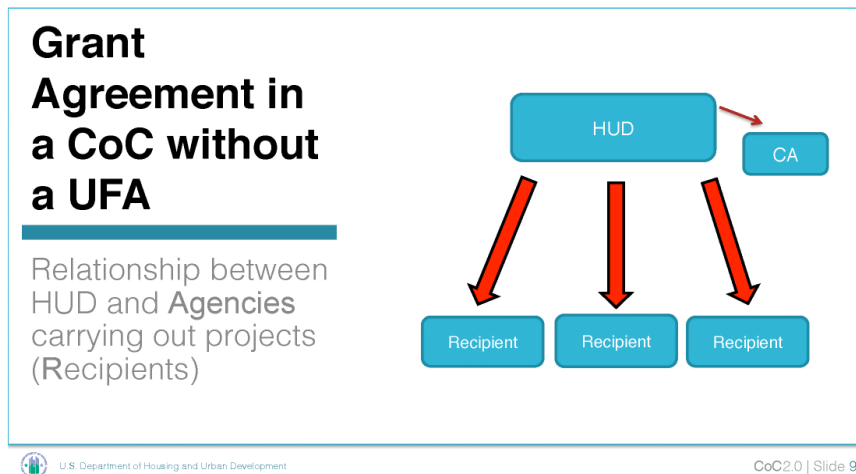 Grant
Agreement in
a CoC without
a UFA
Relationship between
HUD and Agencies
carrying out projects
(Recipients)
HUD
CA
Recipient
Recipient
Recipient
U.S. Department of Housing and Urban Development
CoC2.0 | Slide 9